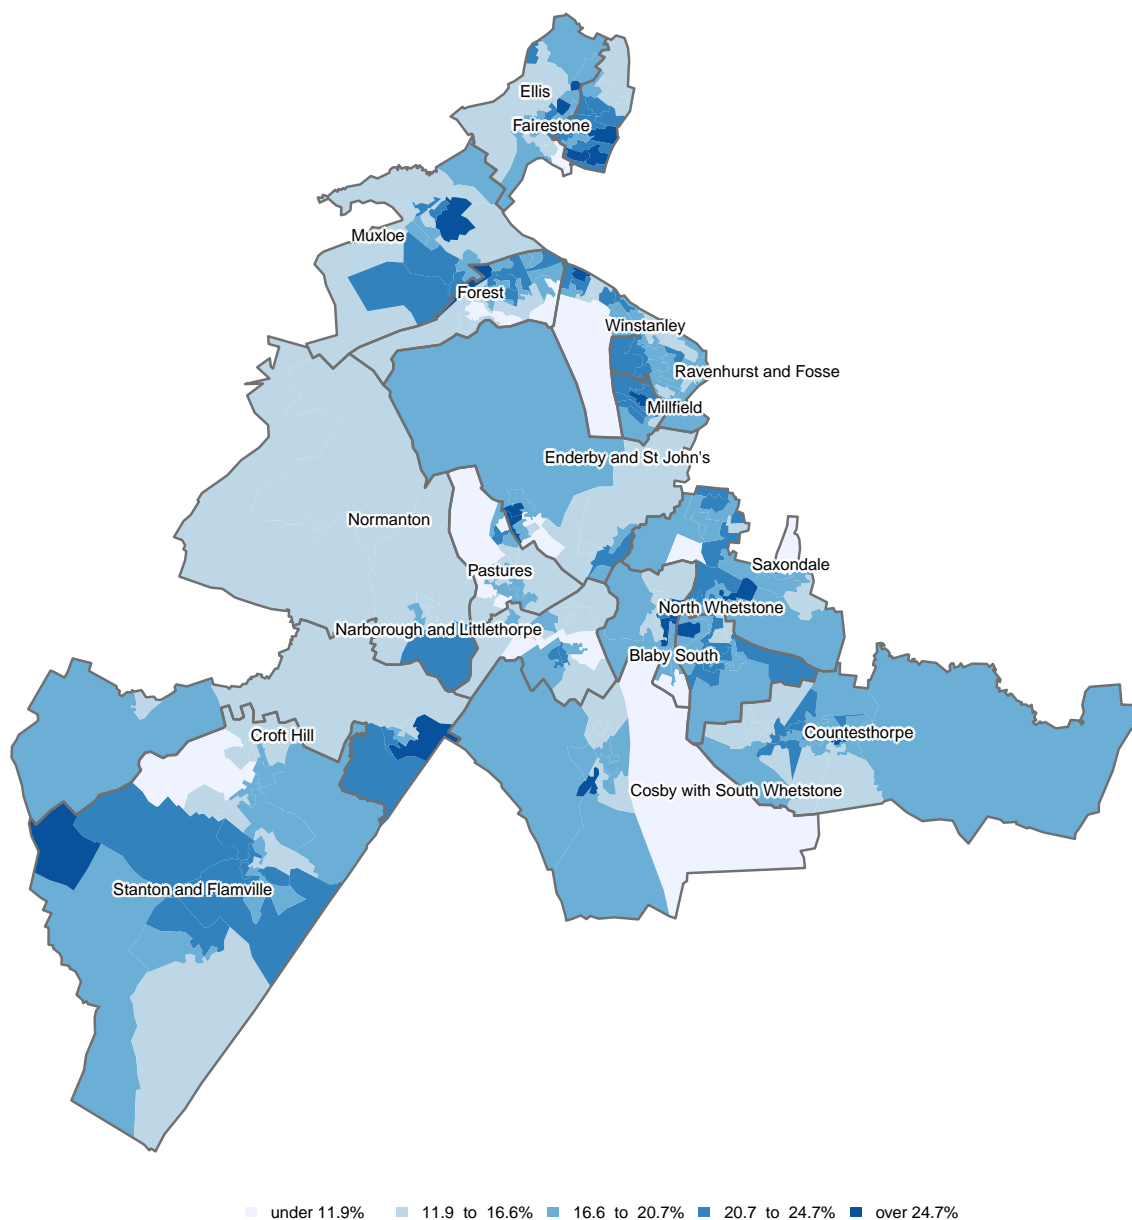 Ellis
Fairestone
Muxloe
Forest
Winstanley
Ravenhurst and Fosse
Millfield
Enderby and St John's
Normanton
Pastures
Saxondale
North Whetstone
Narborough and Littlethorpe
Blaby South
Croft Hill
Countesthorpe
Cosby with South Whetstone
Stanton and Flamville
under 11.9% 11.9 to 16.6% 16.6 to 20.7% 20.7 to 24.7% over 24.7%